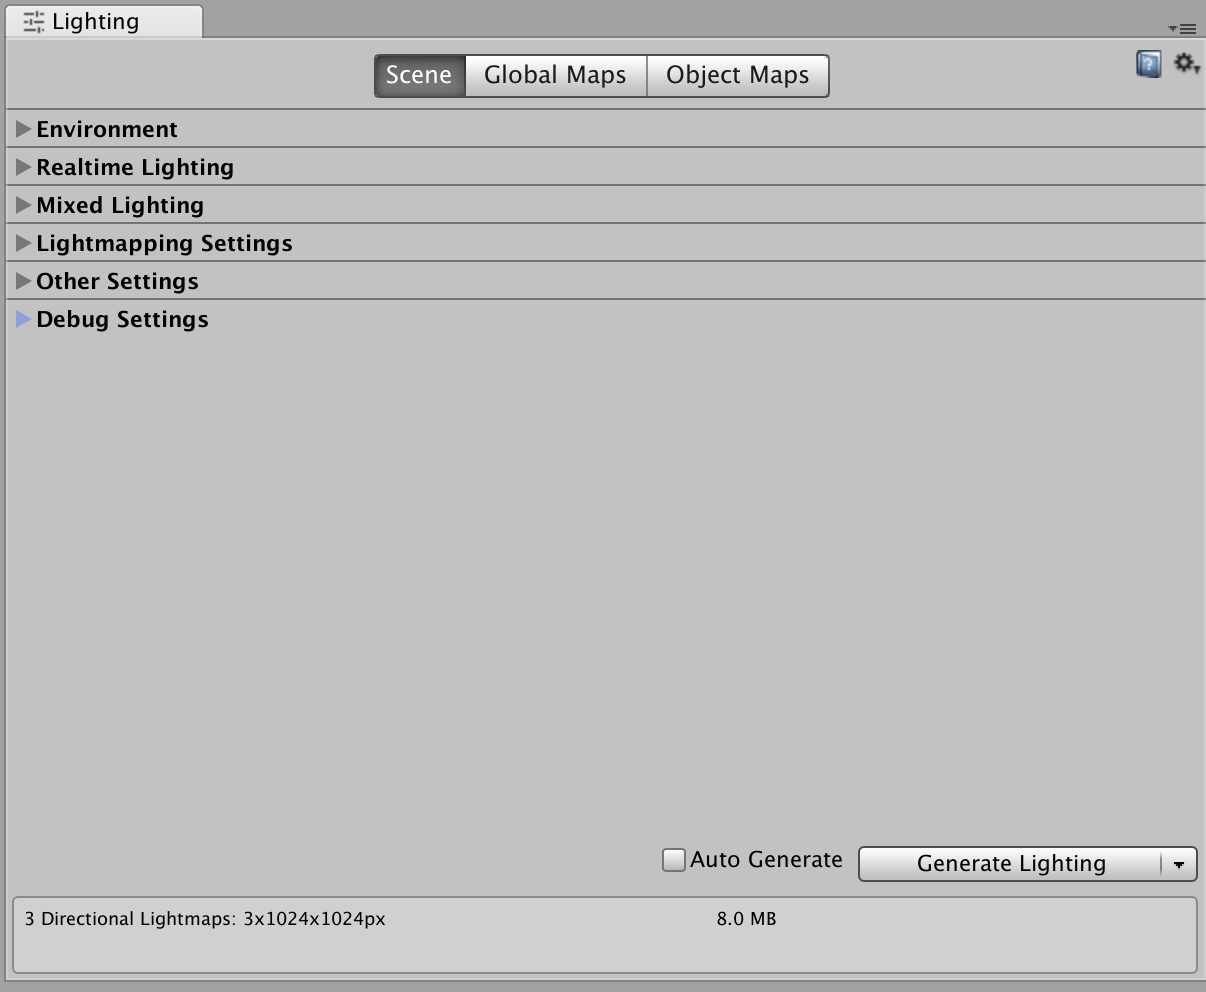 Lighting
Scene Global Maps Object Maps
Environment
Realtime Lighting
Mixed Lighting
Lightmapping Settings
Other Settings
Debug Settings
Auto Generate Generate Lighting
3 Directional Lightmaps: 3x1024x1024px 8.0 MB